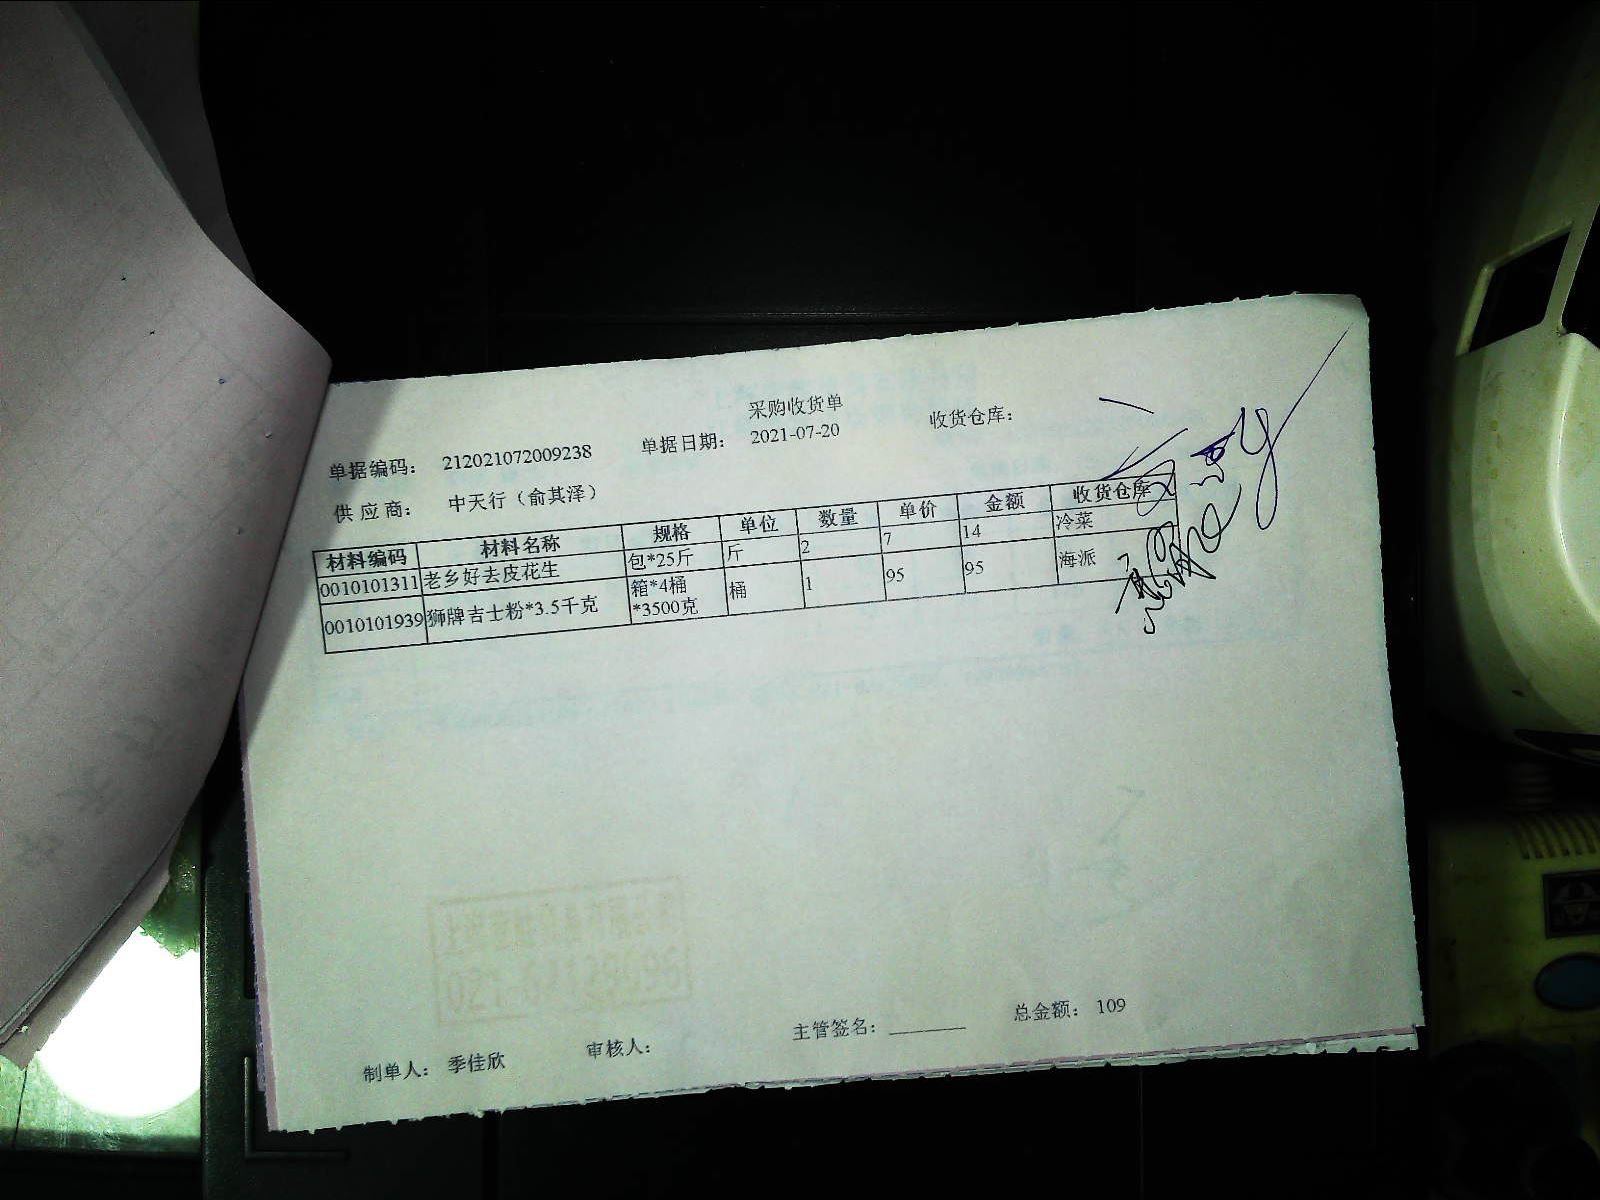 采购收货单
单据编码： 212021072009238 单据日期： 2021-07-20 收货仓库：
供 应 商： 中天行（俞其泽）
材料编码 材料名称 规格 单位 数量 单价 金额 收货仓库
0010101311 老乡好去皮花生 包*25斤 斤 2 7 14 冷菜
0010101939 狮牌吉士粉*3.5千克 箱*4桶 桶 1 95 95 海派
*3500克
制单人： 季佳欣 审核人： 主管签名： ________ 总金额： 109